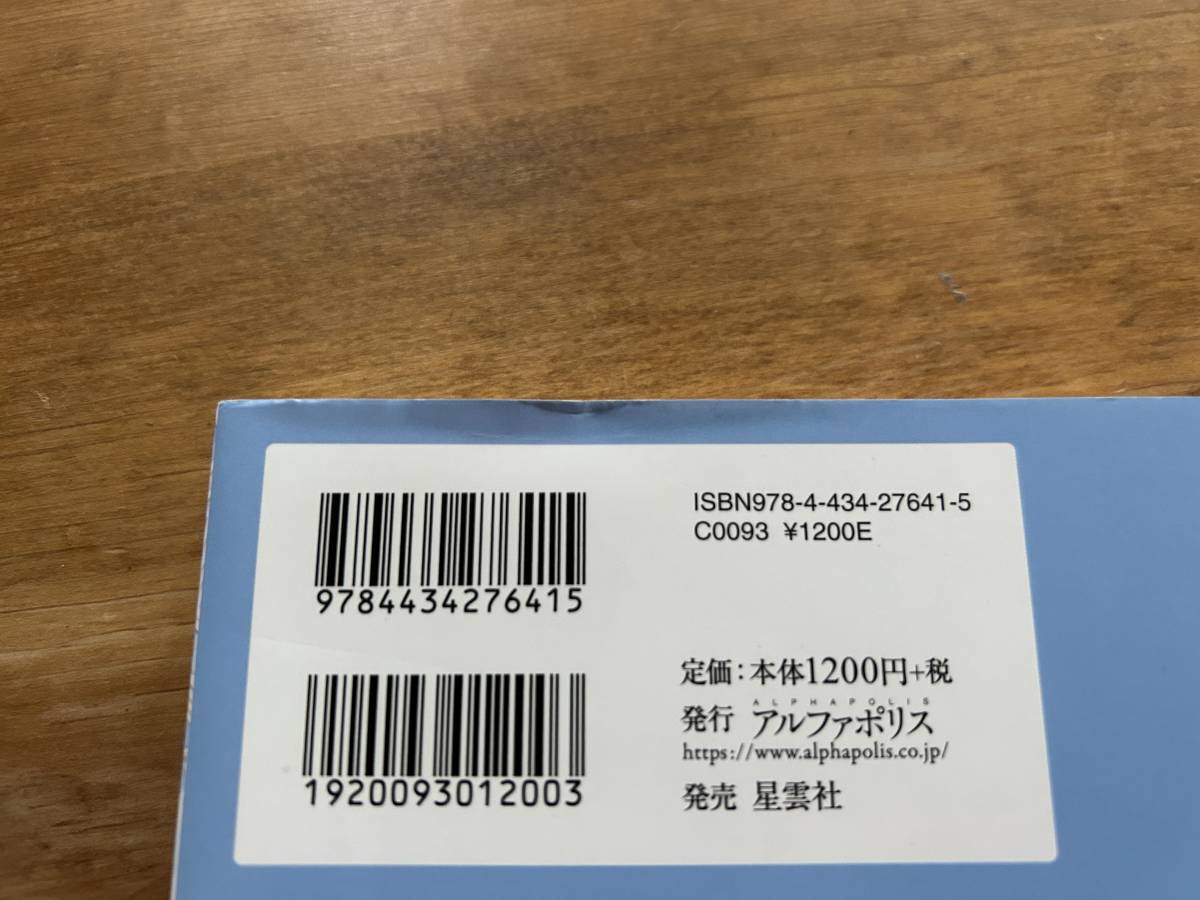 9784434276415
1920093012003
ISBN978-4-434-27641-5
C0093 ¥1200E
定価:本体1200円+税
ALPHAPOLIS
発行 アルファポリス
https://www.alphapolis.co.jp/
発売 星雲社